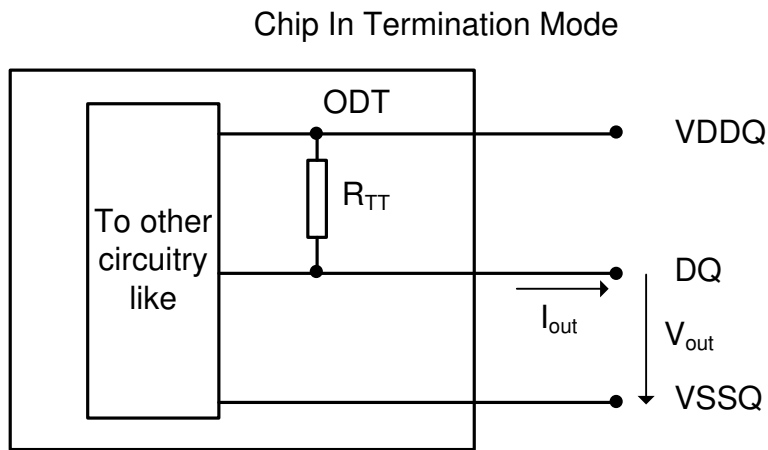 Chip In Termination Mode
ODT
VDDQ
R_TT
To other
circuitry
like
DQ
I_out
V_out
VSSQ